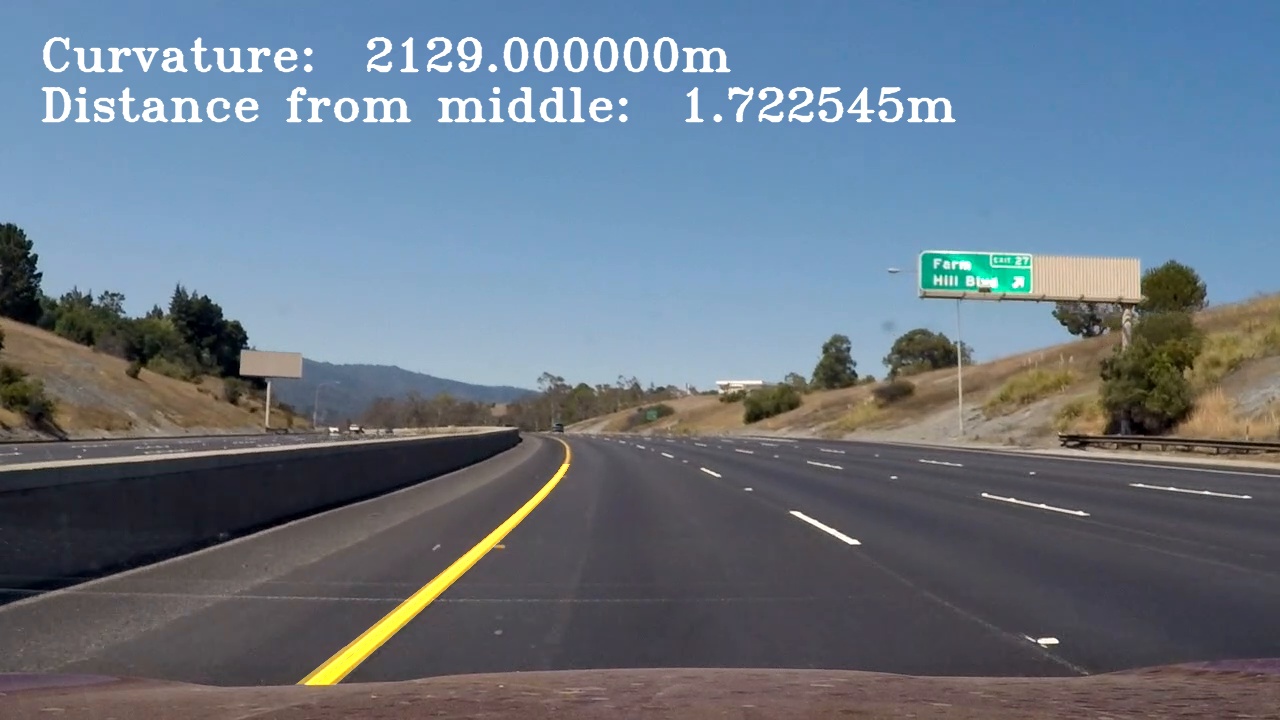 Curvature: 2129.000000m
Distance from middle: 1.722545m
EXIT 27
Farm
Hill Blvd